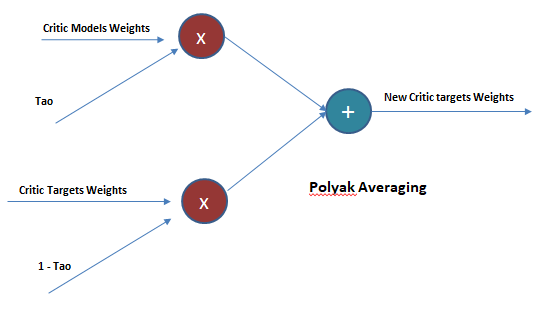 Critic Models Weights
X
Tao
New Critic targets Weights
+
Polyak Averaging
Critic Targets Weights
X
1 - Tao